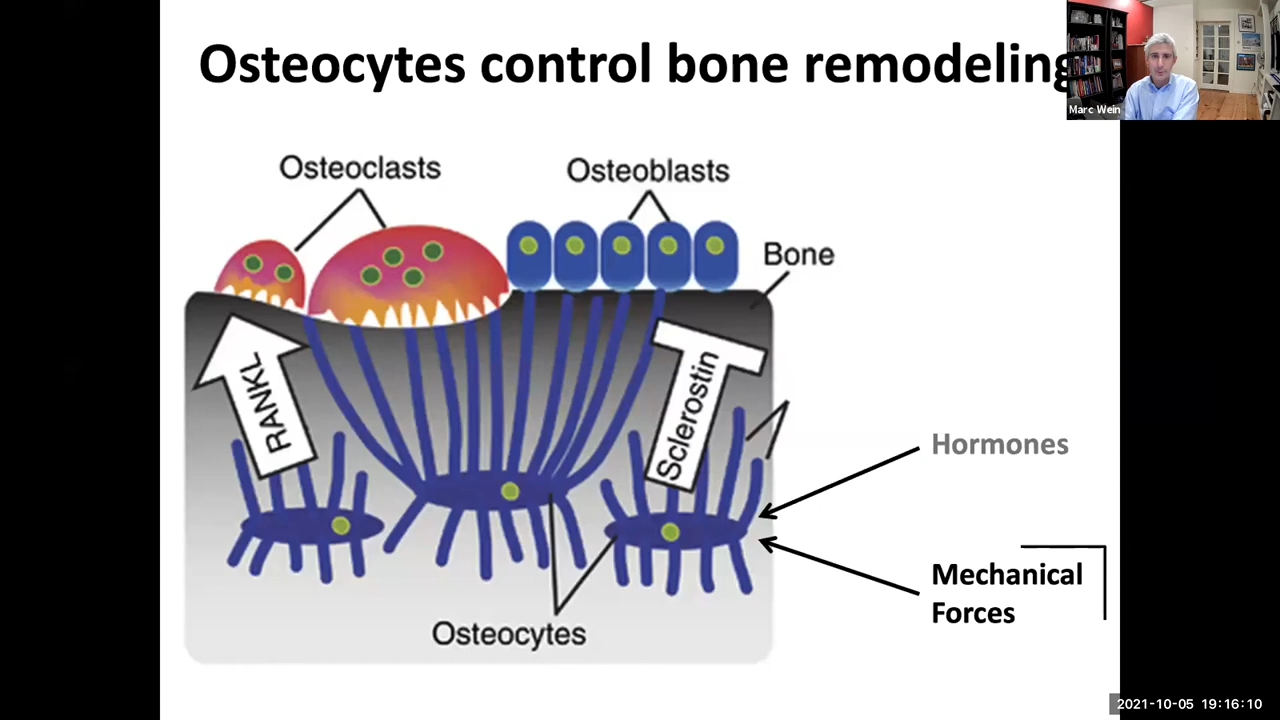 Osteocytes control bone remodeling
Marc Wein
Osteoclasts
Osteoblasts
Bone
RANKL
Sclerostin
Hormones
Mechanical
Forces
Osteocytes
2021-10-05 19:16:10